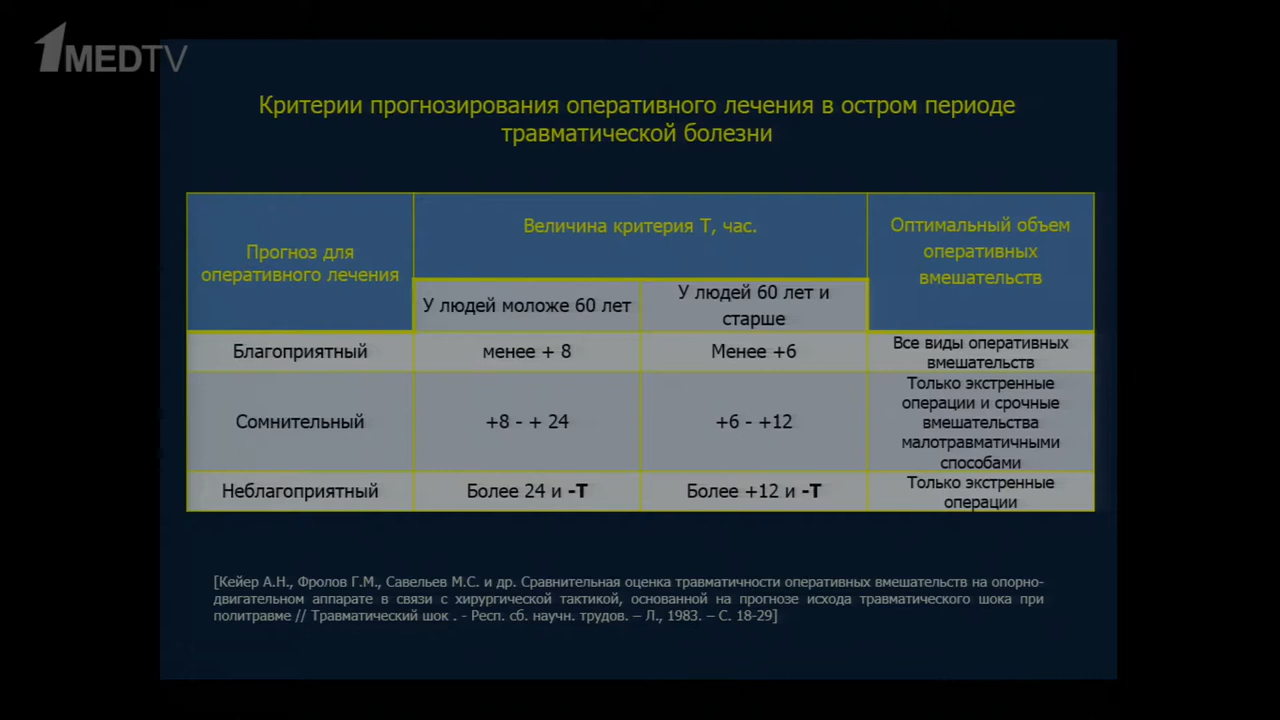 1MEDTV
Критерии прогнозирования оперативного лечения в остром периоде
травматической болезни
Прогноз для
оперативного лечения
Величина критерия Т, час.
Оптимальный объем
оперативных
вмешательств
У людей моложе 60 лет
У людей 60 лет и
старше
Благоприятный
менее + 8
Менее +6
Все виды оперативных
вмешательств
Сомнительный
+8 - + 24
+6 - +12
Только экстренные
операции и срочные
вмешательства
малотравматичными
способами
Неблагоприятный
Более 24 и -Т
Более +12 и -Т
Только экстренные
операции
[Кейер А.Н., Фролов Г.М., Савельев М.С. и др. Сравнительная оценка травматичности оперативных вмешательств на опорно-
двигательном аппарате в связи с хирургической тактикой, основанной на прогнозе исхода травматического шока при
политравме // Травматический шок . - Респ. сб. научн. трудов. – Л., 1983. – С. 18-29]